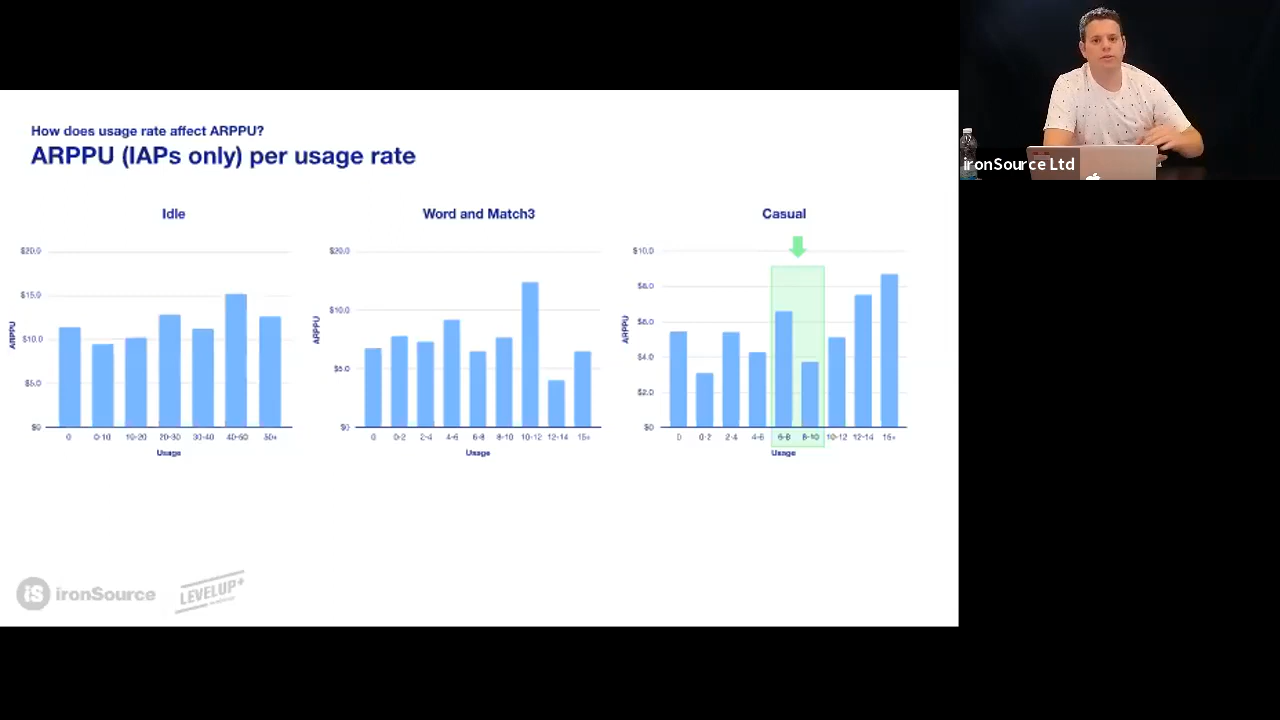 How does usage rate affect ARPPU?
ARPPU (IAPs only) per usage rate
Idle
$20.0
$15.0
$10.0
$5.0
$0
ARPPU
0
0-10
10-20
20-30
30-40
40-50
50+
Usage
Word and Match3
$20.0
$10.0
$5.0
$0
ARPPU
0
0-2
2-4
4-6
6-8
8-10
10-12
12-14
15+
Usage
Casual
$10.0
$8.0
$6.0
$4.0
$2.0
$0
ARPPU
0
0-2
2-4
4-6
6-8
8-10
10-12
12-14
15+
Usage
iS ironSource
LEVELUP+
ironSource Ltd